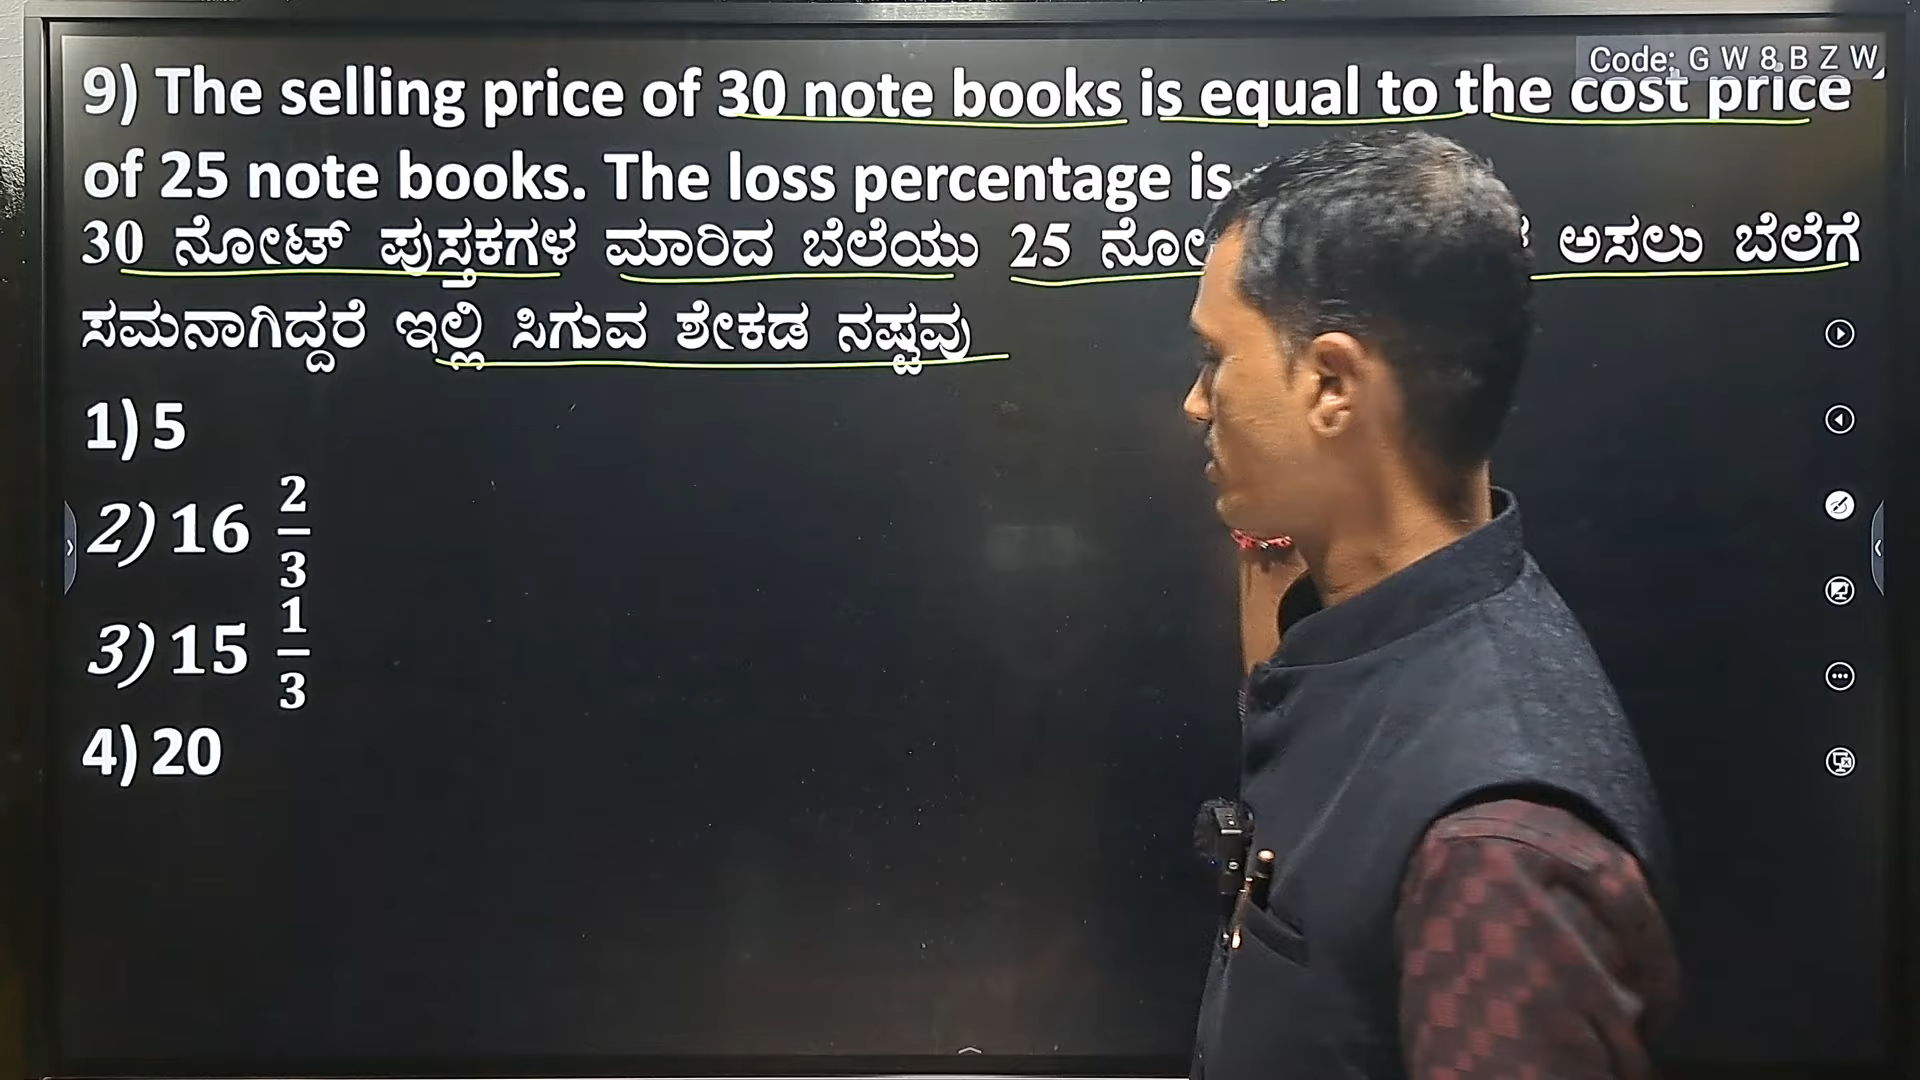 Code: G W 8 B Z W
9) The selling price of 30 note books is equal to the cost price
of 25 note books. The loss percentage is
30 ನೋಟ್ ಪುಸ್ತಕಗಳ ಮಾರಿದ ಬೆಲೆಯು 25 ಅಸಲು ಬೆಲೆಗೆ
ಸಮನಾಗಿದ್ದರೆ ಇಲ್ಲಿ ಸಿಗುವ ಶೇಕಡ ನಷ್ಟವು
1) 5
2) 16 2/3
3) 15 1/3
4) 20